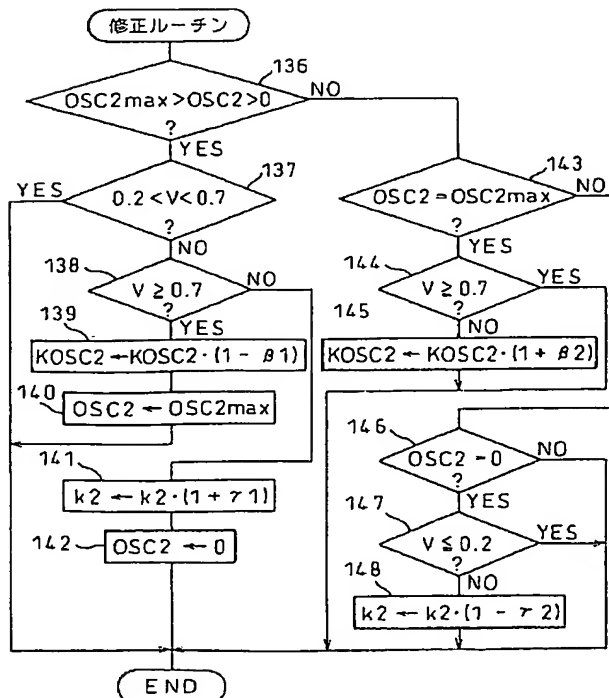 修正ルーチン
136
OSC2max>OSC2>0
?
NO
YES
137
YES
0.2<V<0.7
?
NO
138
V≧0.7
?
NO
YES
139
KOSC2←KOSC2·(1-β1)
140
OSC2←OSC2max
141
k2←k2·(1+γ1)
142
OSC2←0
143
OSC2=OSC2max
?
NO
YES
144
V≧0.7
?
YES
NO
145
KOSC2←KOSC2·(1+β2)
146
OSC2=0
?
NO
YES
147
V≦0.2
?
YES
NO
148
k2←k2·(1-γ2)
END